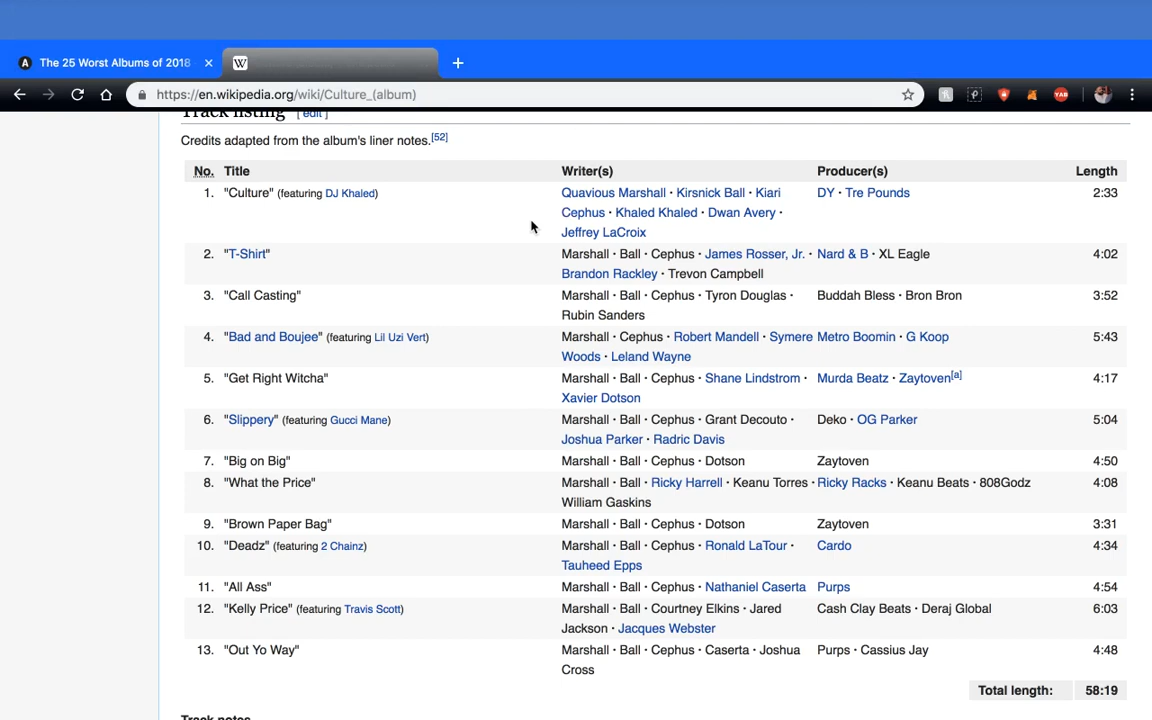 A The 25 Worst Albums of 2018 × W +
https://en.wikipedia.org/wiki/Culture_(album) YAB
Track listing [ edit ]
Credits adapted from the album's liner notes.[52]
No. Title Writer(s) Producer(s) Length
1. "Culture" (featuring DJ Khaled) Quavious Marshall · Kirsnick Ball · Kiari DY · Tre Pounds 2:33
Cephus · Khaled Khaled · Dwan Avery ·
Jeffrey LaCroix
2. "T-Shirt" Marshall · Ball · Cephus · James Rosser, Jr. · Nard & B · XL Eagle 4:02
Brandon Rackley · Trevon Campbell
3. "Call Casting" Marshall · Ball · Cephus · Tyron Douglas · Buddah Bless · Bron Bron 3:52
Rubin Sanders
4. "Bad and Boujee" (featuring Lil Uzi Vert) Marshall · Cephus · Robert Mandell · Symere Metro Boomin · G Koop 5:43
Woods · Leland Wayne
5. "Get Right Witcha" Marshall · Ball · Cephus · Shane Lindstrom · Murda Beatz · Zaytoven[a] 4:17
Xavier Dotson
6. "Slippery" (featuring Gucci Mane) Marshall · Ball · Cephus · Grant Decouto · Deko · OG Parker 5:04
Joshua Parker · Radric Davis
7. "Big on Big" Marshall · Ball · Cephus · Dotson Zaytoven 4:50
8. "What the Price" Marshall · Ball · Ricky Harrell · Keanu Torres · Ricky Racks · Keanu Beats · 808Godz 4:08
William Gaskins
9. "Brown Paper Bag" Marshall · Ball · Cephus · Dotson Zaytoven 3:31
10. "Deadz" (featuring 2 Chainz) Marshall · Ball · Cephus · Ronald LaTour · Cardo 4:34
Tauheed Epps
11. "All Ass" Marshall · Ball · Cephus · Nathaniel Caserta Purps 4:54
12. "Kelly Price" (featuring Travis Scott) Marshall · Ball · Courtney Elkins · Jared Cash Clay Beats · Deraj Global 6:03
Jackson · Jacques Webster
13. "Out Yo Way" Marshall · Ball · Cephus · Caserta · Joshua Purps · Cassius Jay 4:48
Cross
Total length: 58:19
Track notes